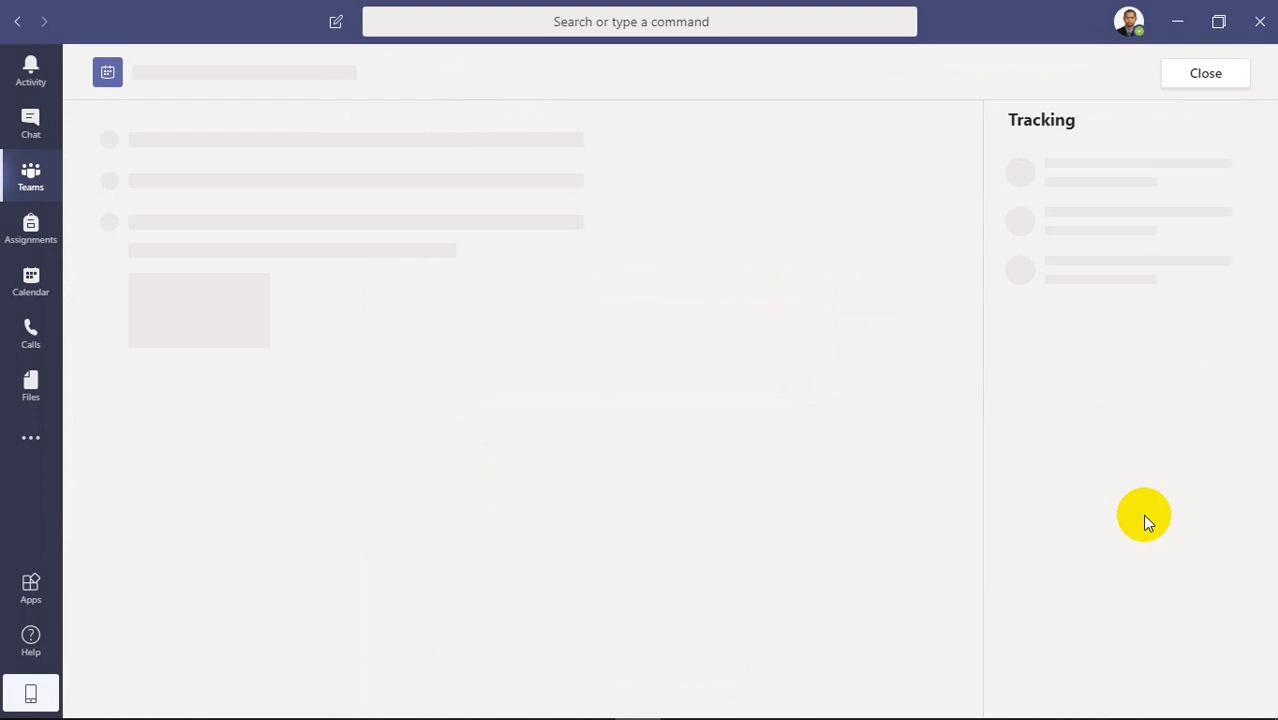 Search or type a command
Activity
Chat
Teams
Assignments
Calendar
Calls
Files
Apps
Help
Close
Tracking